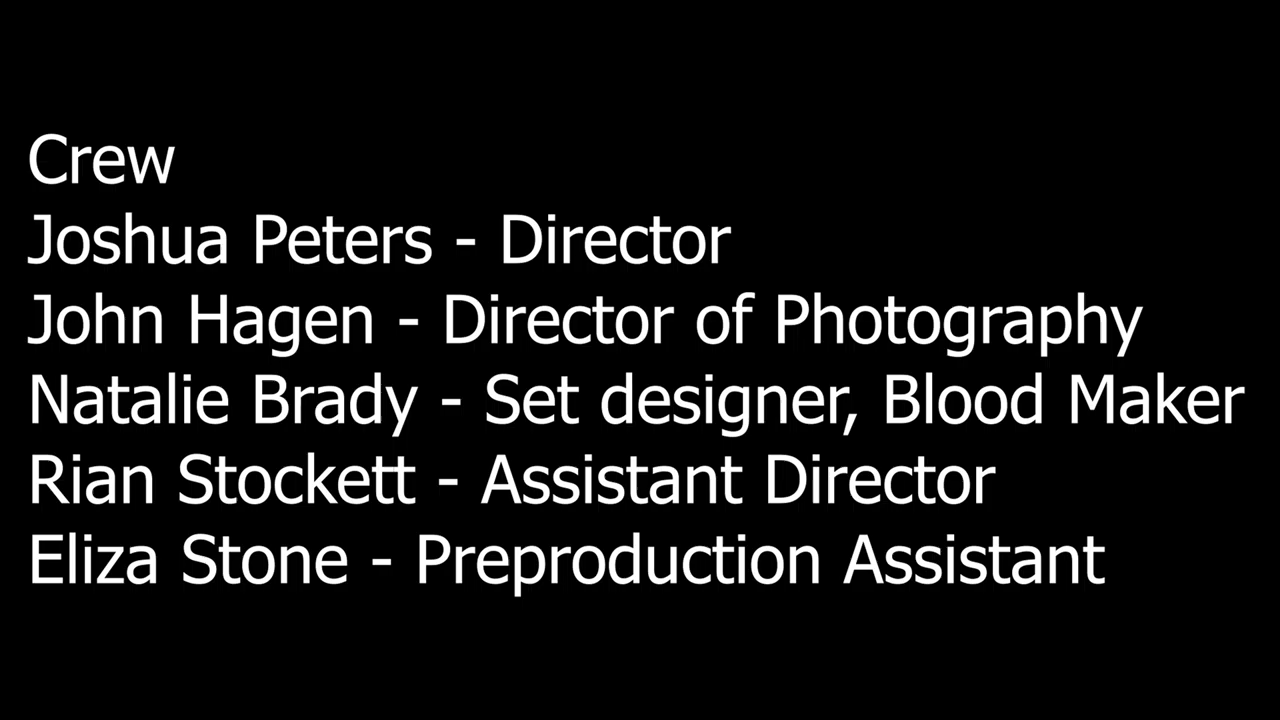 Crew
Joshua Peters - Director
John Hagen - Director of Photography
Natalie Brady - Set designer, Blood Maker
Rian Stockett - Assistant Director
Eliza Stone - Preproduction Assistant